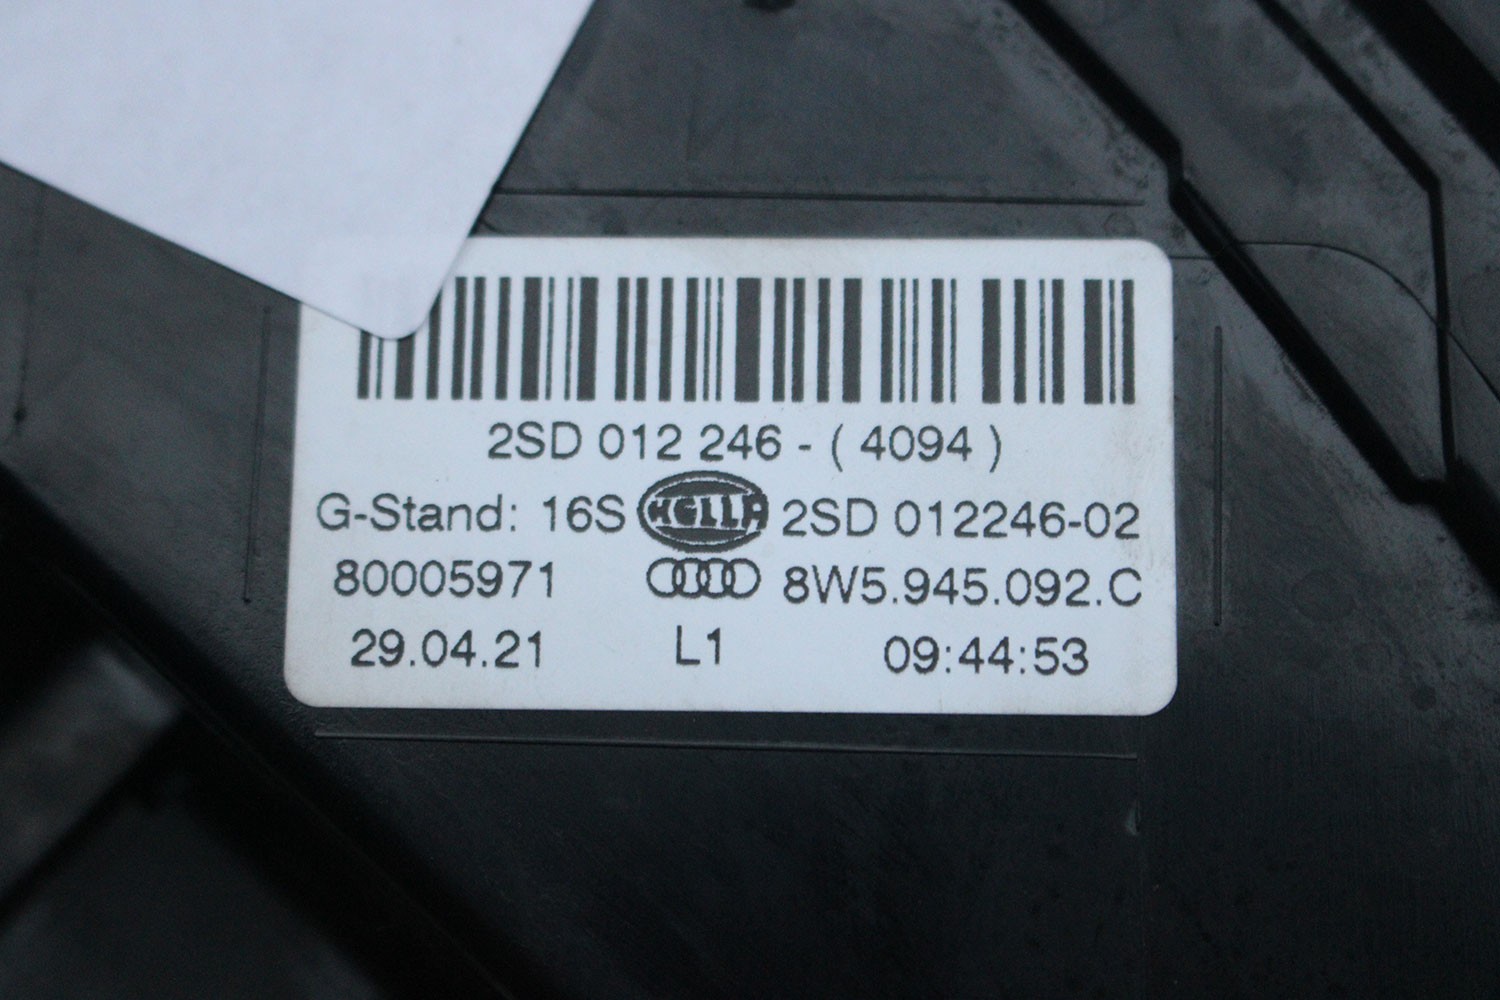 2SD 012 246 - ( 4094 )
G-Stand: 16S HELLA 2SD 012246-02
80005971 8W5.945.092.C
29.04.21 L1 09:44:53